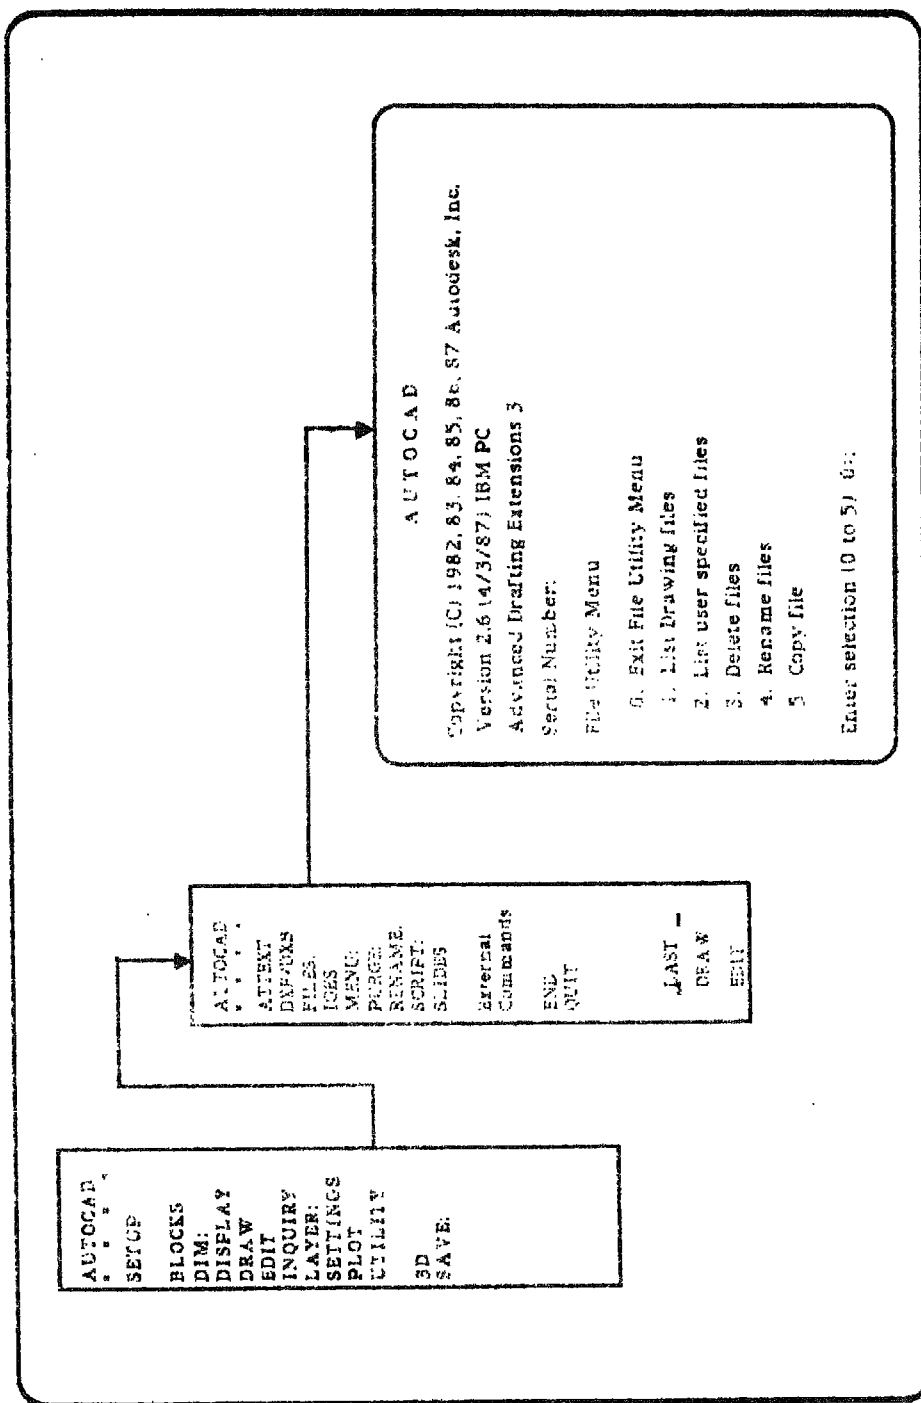 AUTOCAD
* * * *
SETUP
BLOCKS
DIM:
DISPLAY
DRAW
EDIT
INQUIRY
LAYER:
SETTINGS
PLOT
UTILITY
3D
SAVE:
AUTOCAD
* * * *
ATTEXT
DXF/DXB
FILES:
IGES
MENU:
PURGE:
RENAME:
SCRIPT:
SLIDES
External
Commands
END
QUIT
LAST
DRAW
EDIT
AUTOCAD
Copyright (C) 1982, 83, 84, 85, 86, 87 Autodesk, Inc.
Version 2.6 (4/3/87) IBM PC
Advanced Drafting Extensions 3
Serial Number:
File Utility Menu
0. Exit File Utility Menu
1. List Drawing files
2. List user specified files
3. Delete files
4. Rename files
5 Copy file
Enter selection (0 to 5) 0: